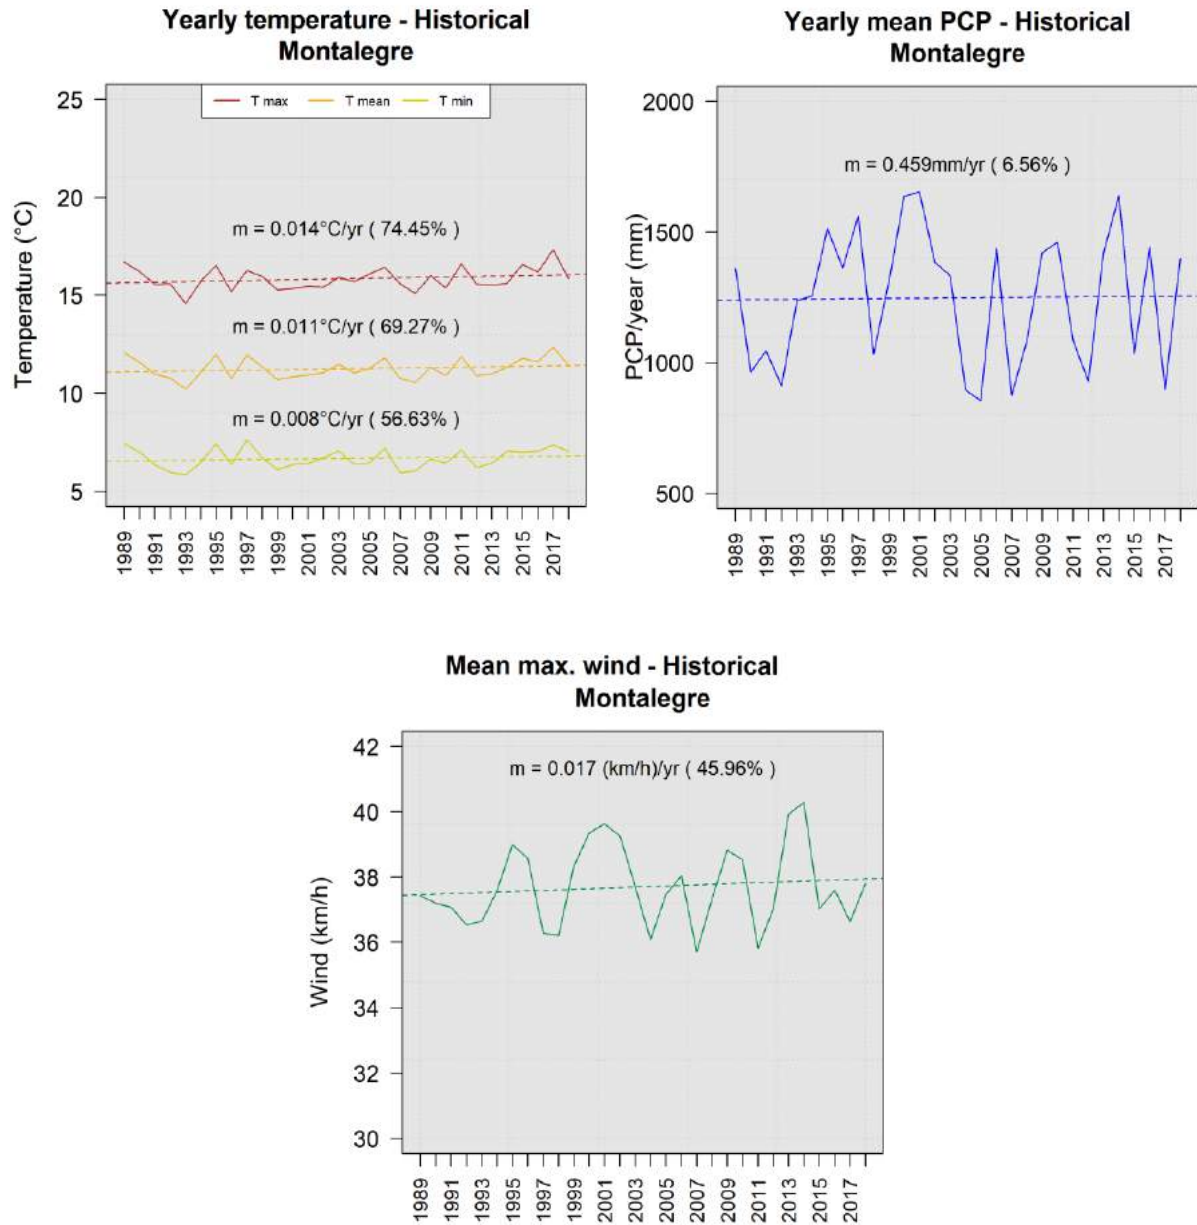 Yearly temperature - Historical
Montalegre
T max T mean T min
m = 0.014°C/yr ( 74.45% )
m = 0.011°C/yr ( 69.27% )
m = 0.008°C/yr ( 56.63% )
Temperature (°C)
25
20
15
10
5
1989 1991 1993 1995 1997 1999 2001 2003 2005 2007 2009 2011 2013 2015 2017
Yearly mean PCP - Historical
Montalegre
m = 0.459mm/yr ( 6.56% )
PCP/year (mm)
2000
1500
1000
500
1989 1991 1993 1995 1997 1999 2001 2003 2005 2007 2009 2011 2013 2015 2017
Mean max. wind - Historical
Montalegre
m = 0.017 (km/h)/yr ( 45.96% )
Wind (km/h)
42
40
38
36
34
32
30
1989 1991 1993 1995 1997 1999 2001 2003 2005 2007 2009 2011 2013 2015 2017